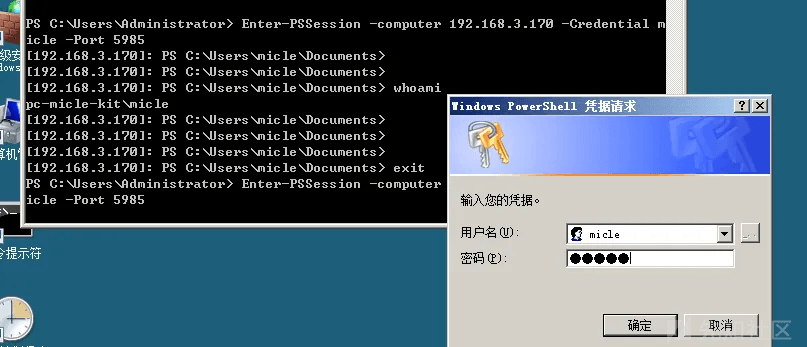 PS C:\Users\Administrator> Enter-PSSession -computer 192.168.3.170 -Credential m
icle -Port 5985
[192.168.3.170]: PS C:\Users\micle\Documents>
[192.168.3.170]: PS C:\Users\micle\Documents>
[192.168.3.170]: PS C:\Users\micle\Documents> whoami
pc-micle-kit\micle
[192.168.3.170]: PS C:\Users\micle\Documents>
[192.168.3.170]: PS C:\Users\micle\Documents>
[192.168.3.170]: PS C:\Users\micle\Documents>
[192.168.3.170]: PS C:\Users\micle\Documents> exit
PS C:\Users\Administrator> Enter-PSSession -computer
icle -Port 5985
Windows PowerShell 凭据请求
输入您的凭据。
用户名(U):
micle
密码(P):
●●●●●
确定
取消
级安
算机管
令提示符
社区